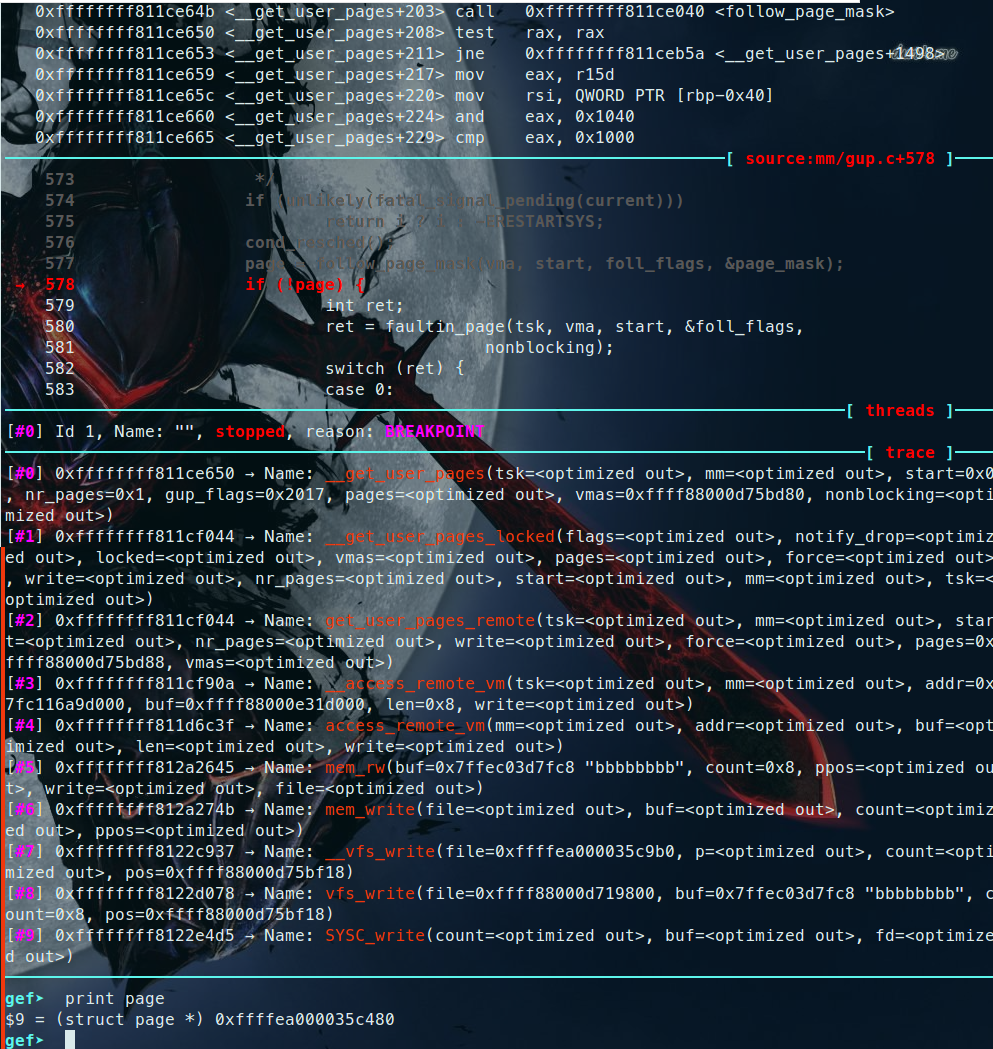 0xffffffff811ce64b <__get_user_pages+203> call   0xffffffff811ce040 <follow_page_mask>
0xffffffff811ce650 <__get_user_pages+208> test   rax, rax
0xffffffff811ce653 <__get_user_pages+211> jne    0xffffffff811ceb5a <__get_user_pages+1498>
0xffffffff811ce659 <__get_user_pages+217> mov    eax, r15d
0xffffffff811ce65c <__get_user_pages+220> mov    rsi, QWORD PTR [rbp-0x40]
0xffffffff811ce660 <__get_user_pages+224> and    eax, 0x1040
0xffffffff811ce665 <__get_user_pages+229> cmp    eax, 0x1000
[ source:mm/gup.c+578 ]
573 */
574 if (unlikely(fatal_signal_pending(current)))
575 return i ? i : -ERESTARTSYS;
576 cond_resched();
577 page = follow_page_mask(vma, start, foll_flags, &page_mask);
→ 578 if (!page) {
579 int ret;
580 ret = faultin_page(tsk, vma, start, &foll_flags,
581 nonblocking);
582 switch (ret) {
583 case 0:
[ threads ]
[#0] Id 1, Name: "", stopped, reason: BREAKPOINT
[ trace ]
[#0] 0xffffffff811ce650 → Name: __get_user_pages(tsk=<optimized out>, mm=<optimized out>, start=0x0
, nr_pages=0x1, gup_flags=0x2017, pages=<optimized out>, vmas=0xffff88000d75bd80, nonblocking=<opti
mized out>)
[#1] 0xffffffff811cf044 → Name: __get_user_pages_locked(flags=<optimized out>, notify_drop=<optimiz
ed out>, locked=<optimized out>, vmas=<optimized out>, pages=<optimized out>, force=<optimized out>
, write=<optimized out>, nr_pages=<optimized out>, start=<optimized out>, mm=<optimized out>, tsk=<
optimized out>)
[#2] 0xffffffff811cf044 → Name: get_user_pages_remote(tsk=<optimized out>, mm=<optimized out>, star
t=<optimized out>, nr_pages=<optimized out>, write=<optimized out>, force=<optimized out>, pages=0x
ffff88000d75bd88, vmas=<optimized out>)
[#3] 0xffffffff811cf90a → Name: __access_remote_vm(tsk=<optimized out>, mm=<optimized out>, addr=0x
7fc116a9d000, buf=0xffff88000e31d000, len=0x8, write=<optimized out>)
[#4] 0xffffffff811d6c3f → Name: access_remote_vm(mm=<optimized out>, addr=<optimized out>, buf=<opt
imized out>, len=<optimized out>, write=<optimized out>)
[#5] 0xffffffff812a2645 → Name: mem_rw(buf=0x7ffec03d7fc8 "bbbbbbbb", count=0x8, ppos=<optimized ou
t>, write=<optimized out>, file=<optimized out>)
[#6] 0xffffffff812a274b → Name: mem_write(file=<optimized out>, buf=<optimized out>, count=<optimiz
ed out>, ppos=<optimized out>)
[#7] 0xffffffff8122c937 → Name: __vfs_write(file=0xffffea000035c9b0, p=<optimized out>, count=<opti
mized out>, pos=0xffff88000d75bf18)
[#8] 0xffffffff8122d078 → Name: vfs_write(file=0xffff88000d719800, buf=0x7ffec03d7fc8 "bbbbbbbb", c
ount=0x8, pos=0xffff88000d75bf18)
[#9] 0xffffffff8122e4d5 → Name: SYSC_write(count=<optimized out>, buf=<optimized out>, fd=<optimize
d out>)
gef➤  print page
$9 = (struct page *) 0xffffea000035c480
gef➤